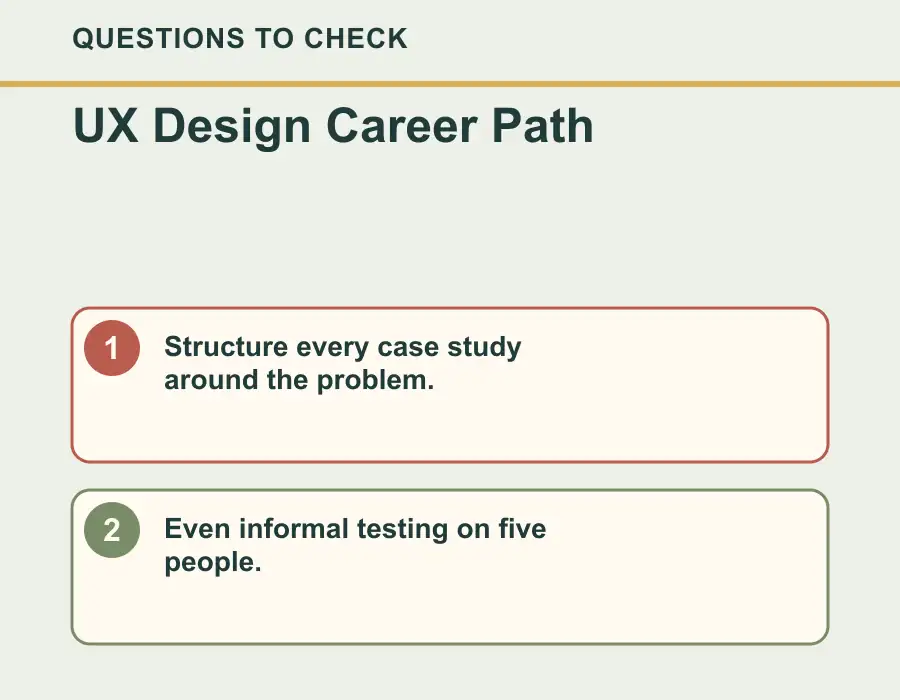 QUESTIONS TO CHECK
UX Design Career Path
1
Structure every case study
around the problem.
2
Even informal testing on five
people.